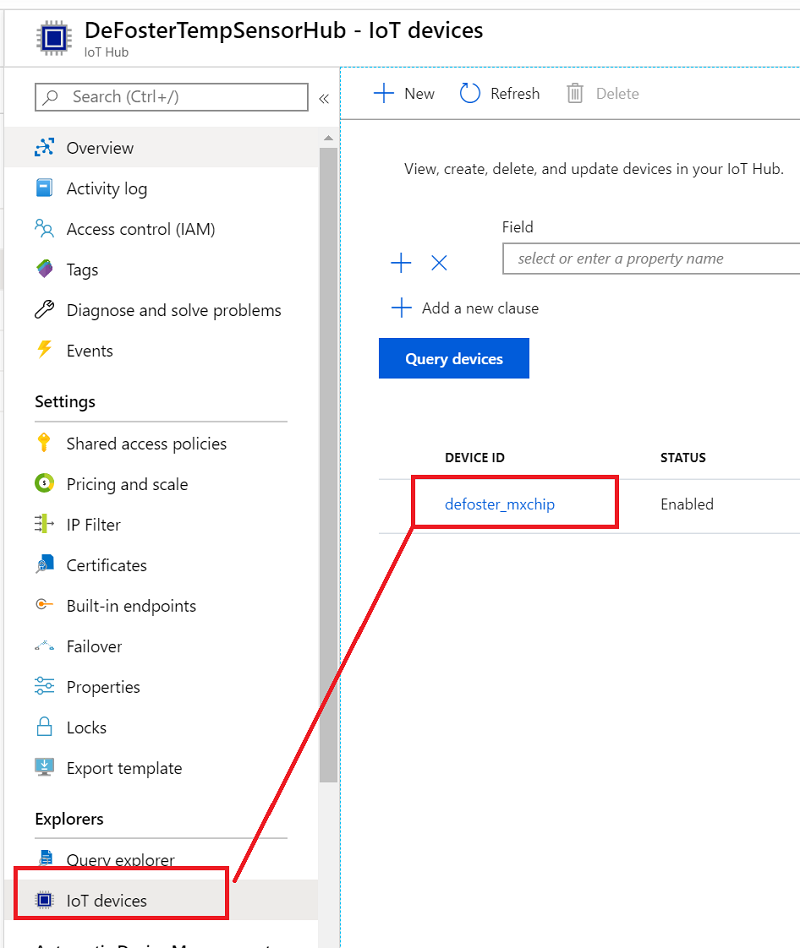 DeFosterTempSensorHub - IoT devices
IoT Hub
Search (Ctrl+/)
Overview
Activity log
Access control (IAM)
Tags
Diagnose and solve problems
Events
Settings
Shared access policies
Pricing and scale
IP Filter
Certificates
Built-in endpoints
Failover
Properties
Locks
Export template
Explorers
Query explorer
IoT devices
New Refresh Delete
View, create, delete, and update devices in your IoT Hub.
Field
select or enter a property name
Add a new clause
Query devices
DEVICE ID STATUS
defoster_mxchip Enabled